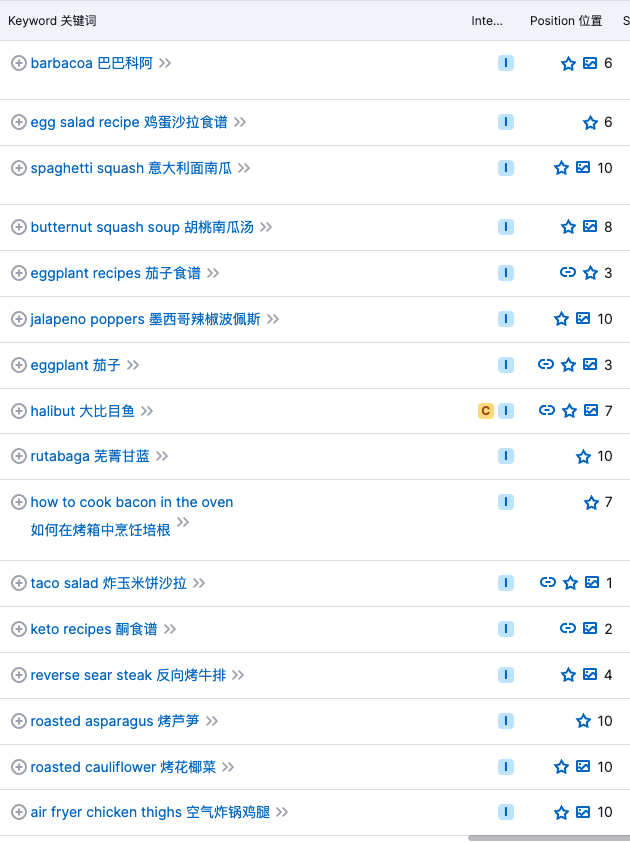 Keyword 关键词 Inte... Position 位置 S
barbacoa 巴巴科阿 I 6
egg salad recipe 鸡蛋沙拉食谱 I 6
spaghetti squash 意大利面南瓜 I 10
butternut squash soup 胡桃南瓜汤 I 8
eggplant recipes 茄子食谱 I 3
jalapeno poppers 墨西哥辣椒波佩斯 I 10
eggplant 茄子 I 3
halibut 大比目鱼 C I 7
rutabaga 芜菁甘蓝 I 10
how to cook bacon in the oven I 7
如何在烤箱中烹饪培根
taco salad 炸玉米饼沙拉 I 1
keto recipes 酮食谱 I 2
reverse sear steak 反向烤牛排 I 4
roasted asparagus 烤芦笋 I 10
roasted cauliflower 烤花椰菜 I 10
air fryer chicken thighs 空气炸锅鸡腿 I 10